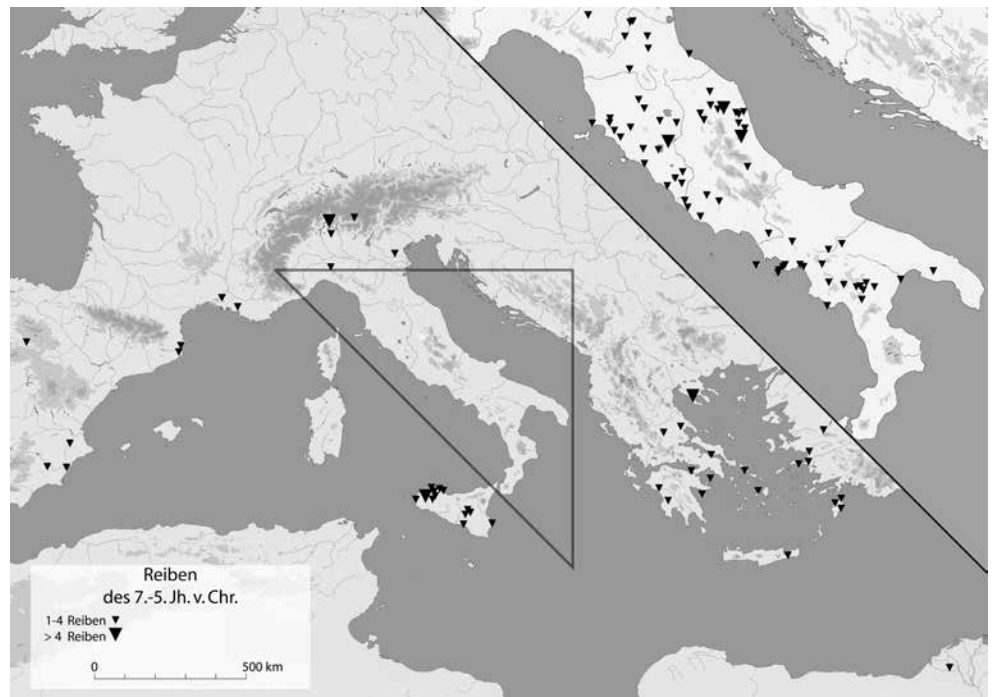 Reiben
des 7.-5. Jh. v. Chr.
1-4 Reiben
> 4 Reiben
0 500 km